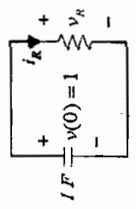 + v_R −
i_R
+ v(0) = 1 −
1 F